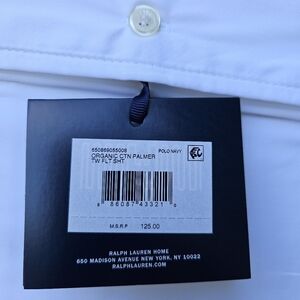 650869055008 POLO NAVY
ORGANIC CTN PALMER
TW FLT SHT
M.S.R.P 125.00
RALPH LAUREN HOME
650 MADISON AVENUE NEW YORK, NY 10022
RALPHLAUREN.COM